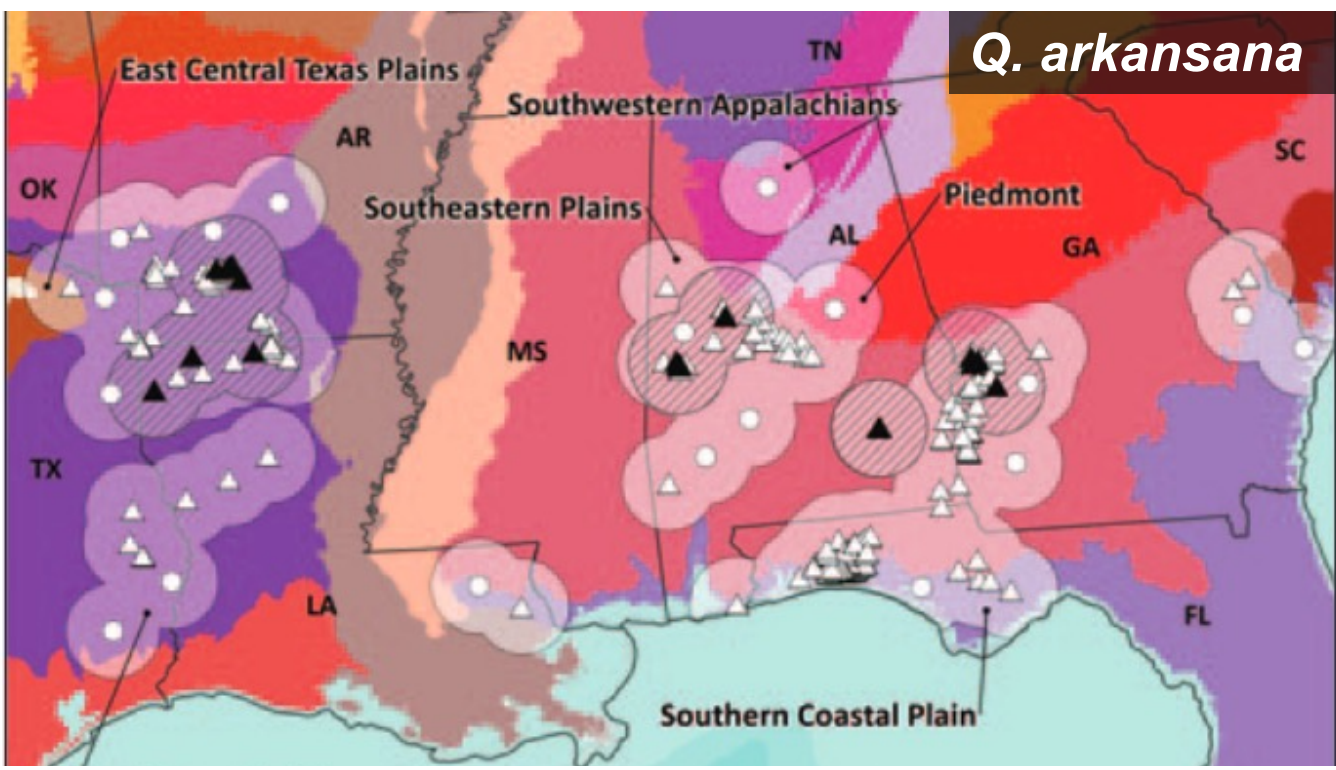 Q. arkansana
TN
East Central Texas Plains
Southwestern Appalachians
AR
SC
OK
Southeastern Plains
Piedmont
AL
GA
MS
TX
LA
FL
Southern Coastal Plain